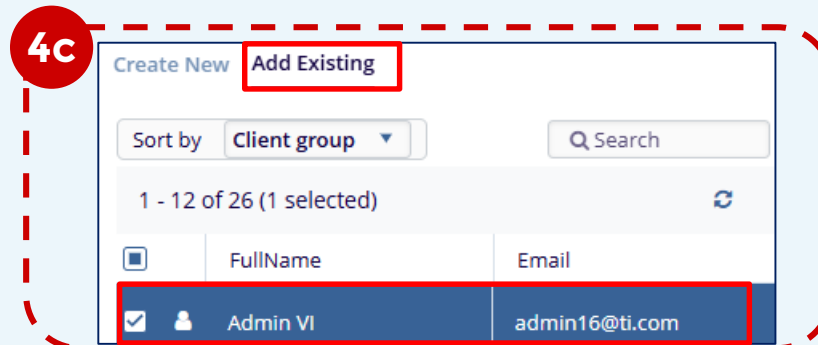 4c
Create New Add Existing
Sort by Client group Search
1 - 12 of 26 (1 selected)
FullName Email
Admin VI admin16@ti.com